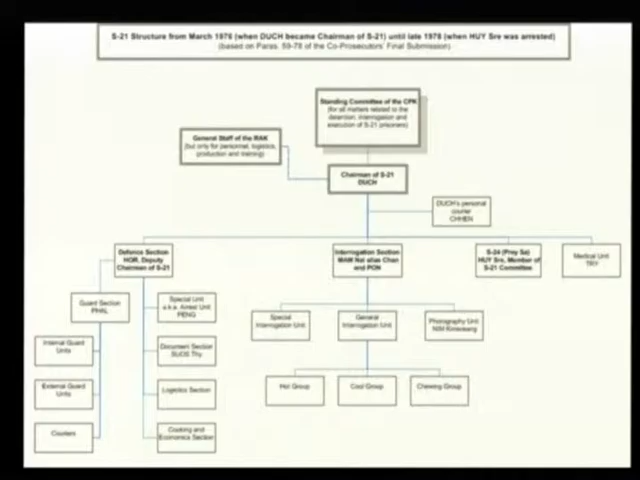 S-21 Structure from March 1976 (when DUCH became Chairman of S-21) until late 1978 (when HUY Sre was arrested)
(based on Paras. 59-78 of the Co-Prosecutors' Final Submission)
Standing Committee of the CPK
(for all matters related to the
detention, interrogation and
execution of S-21 prisoners)
General Staff of the RAK
(but only for personnel, logistics,
production and training)
Chairman of S-21
DUCH
DUCH's personal
courier
CHHEN
Defence Section
HOR, Deputy
Chairman of S-21
Interrogation Section
MAM Nai alias Chan
and PON
S-24 (Prey Sa)
HUY Sre, Member of
S-21 Committee
Medical Unit
TRY
Guard Section
Special Unit
a.k.a. Arrest Unit
PENG
Special
Interrogation Unit
General
Interrogation Unit
Photography Unit
NIM
Internal Guard
Units
Document Section
SUOS Thy
External Guard
Units
Logistics Section
Hot Group
Cool Group
Chewing Group
Couriers
Cooking and
Economics Section